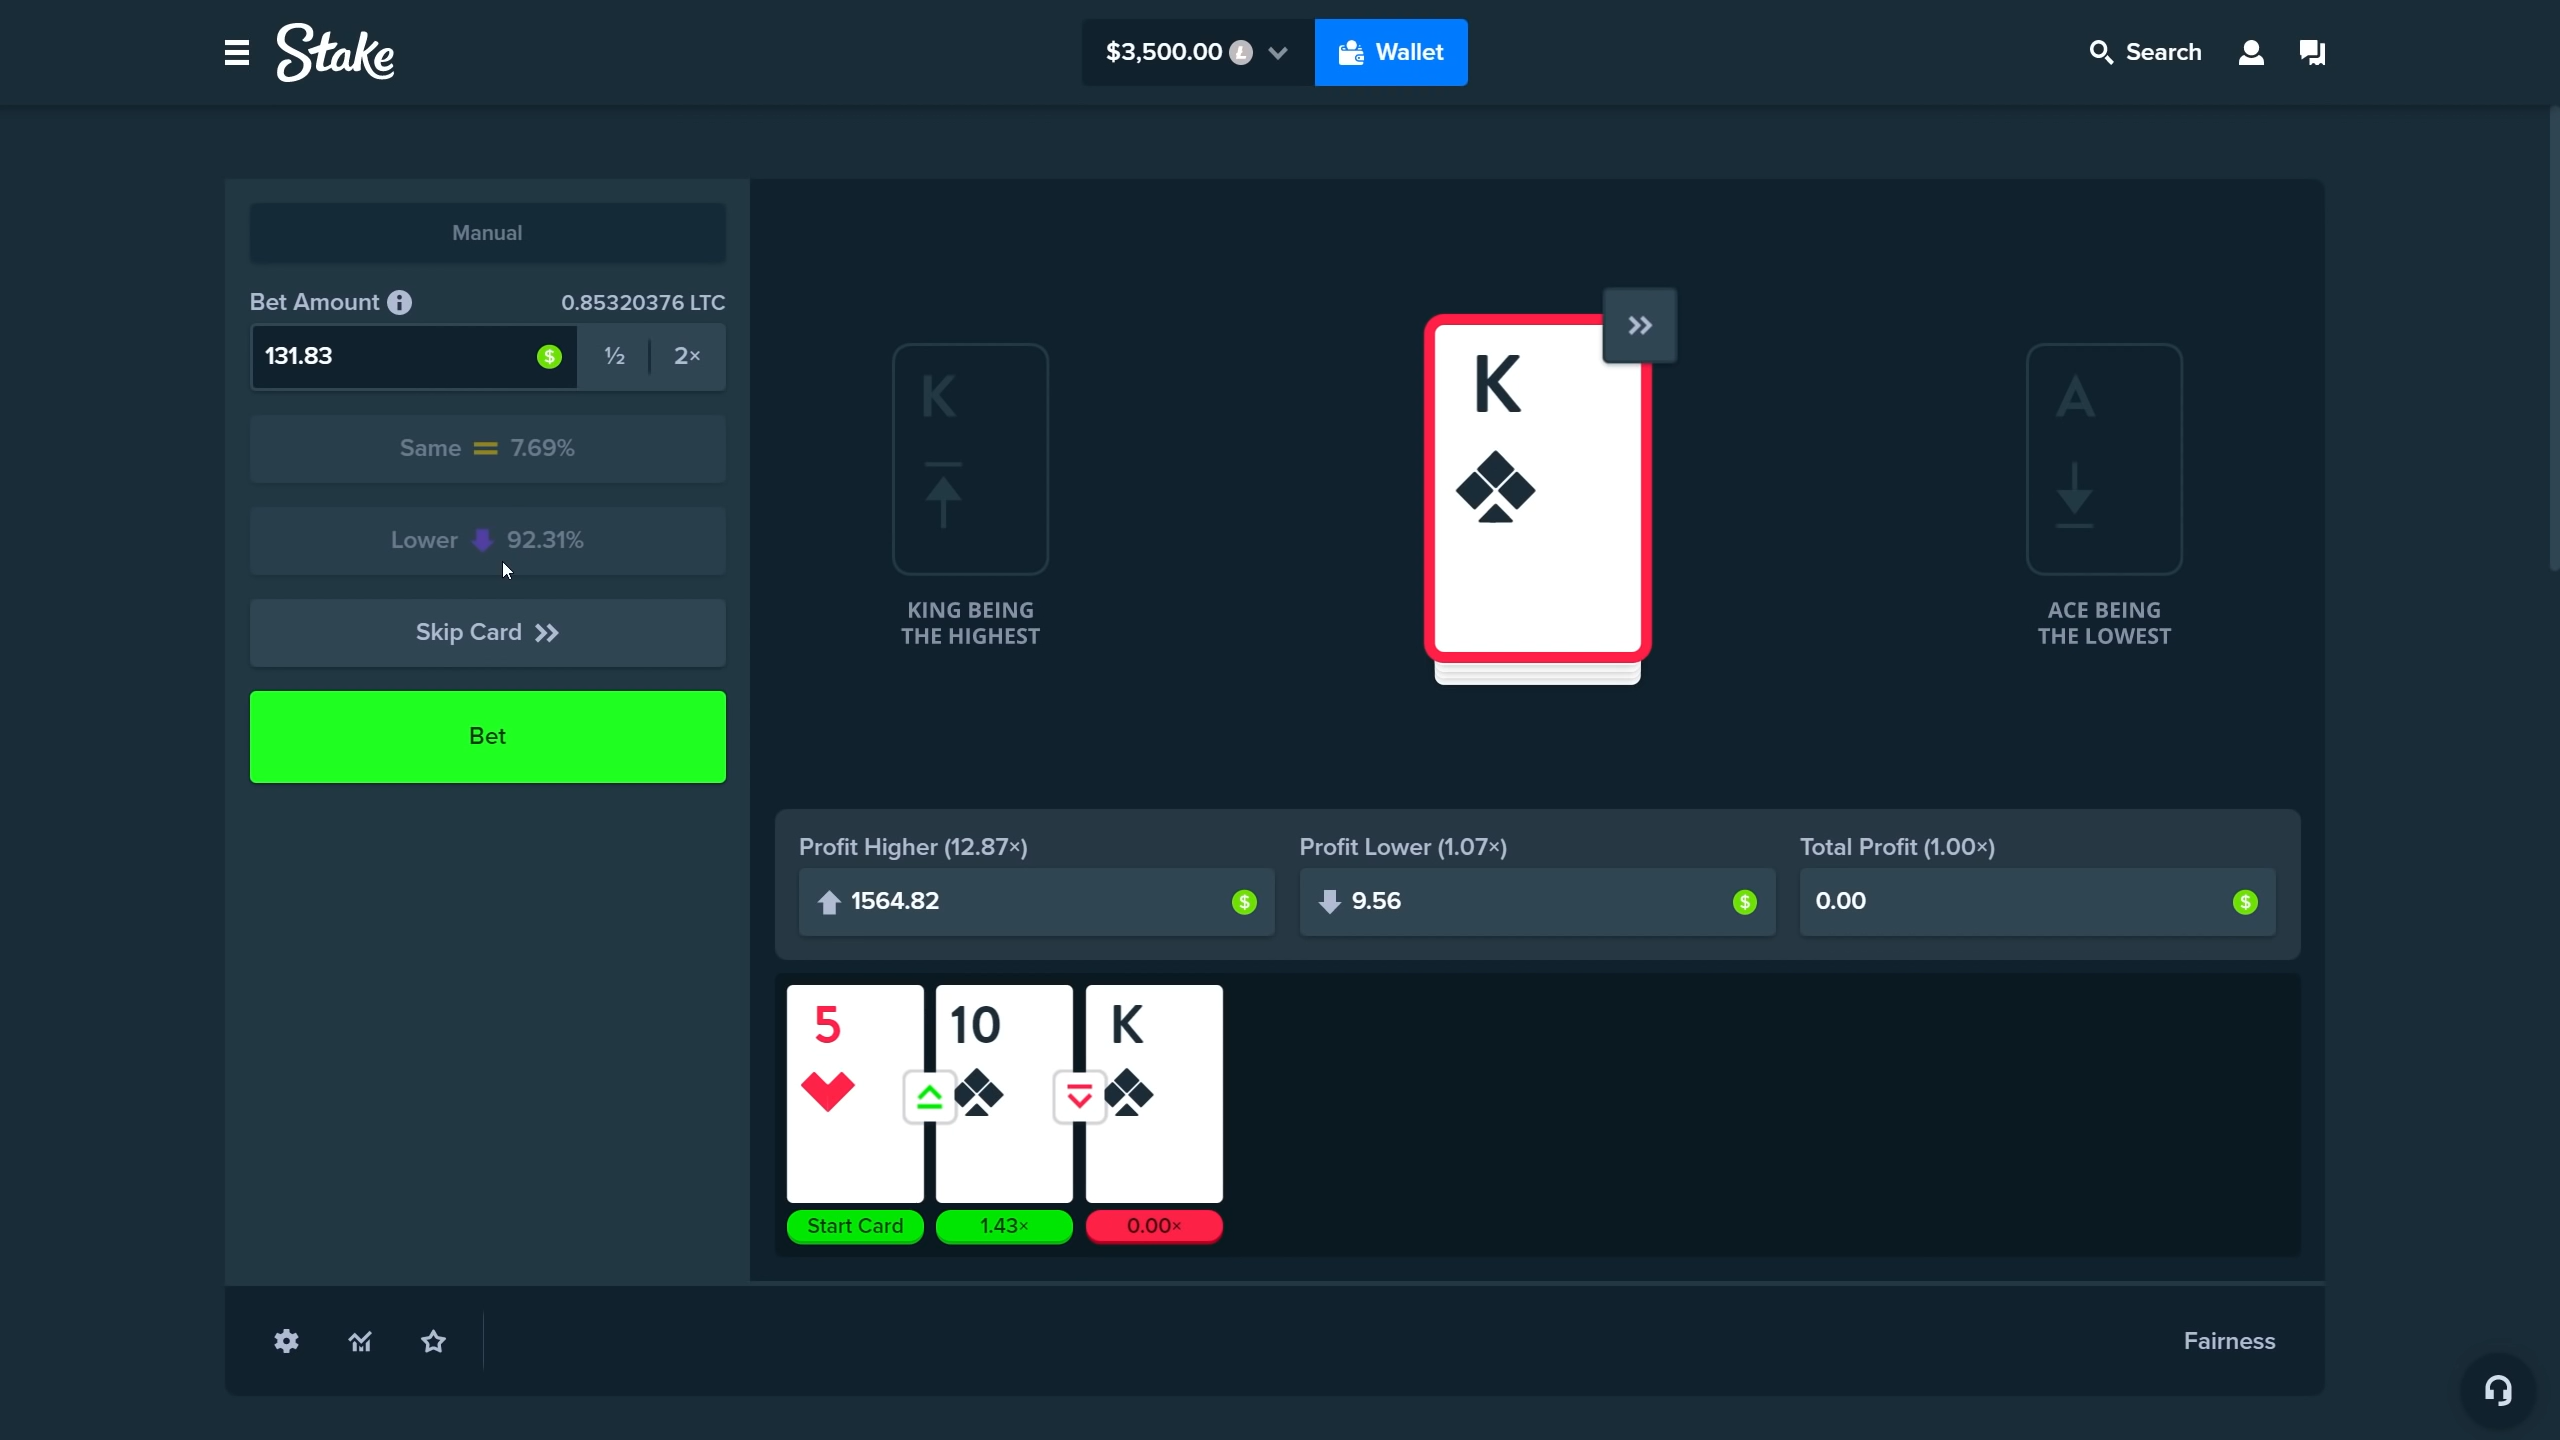 Stake
$3,500.00
Wallet
Search
Manual
Bet Amount
0.85320376 LTC
131.83
$
½
2×
Same = 7.69%
Lower 92.31%
Skip Card
Bet
K
KING BEING
THE HIGHEST
K
A
ACE BEING
THE LOWEST
Profit Higher (12.87×)
Profit Lower (1.07×)
Total Profit (1.00×)
1564.82 $
9.56 $
0.00 $
5
10
K
Start Card
1.43×
0.00×
Fairness